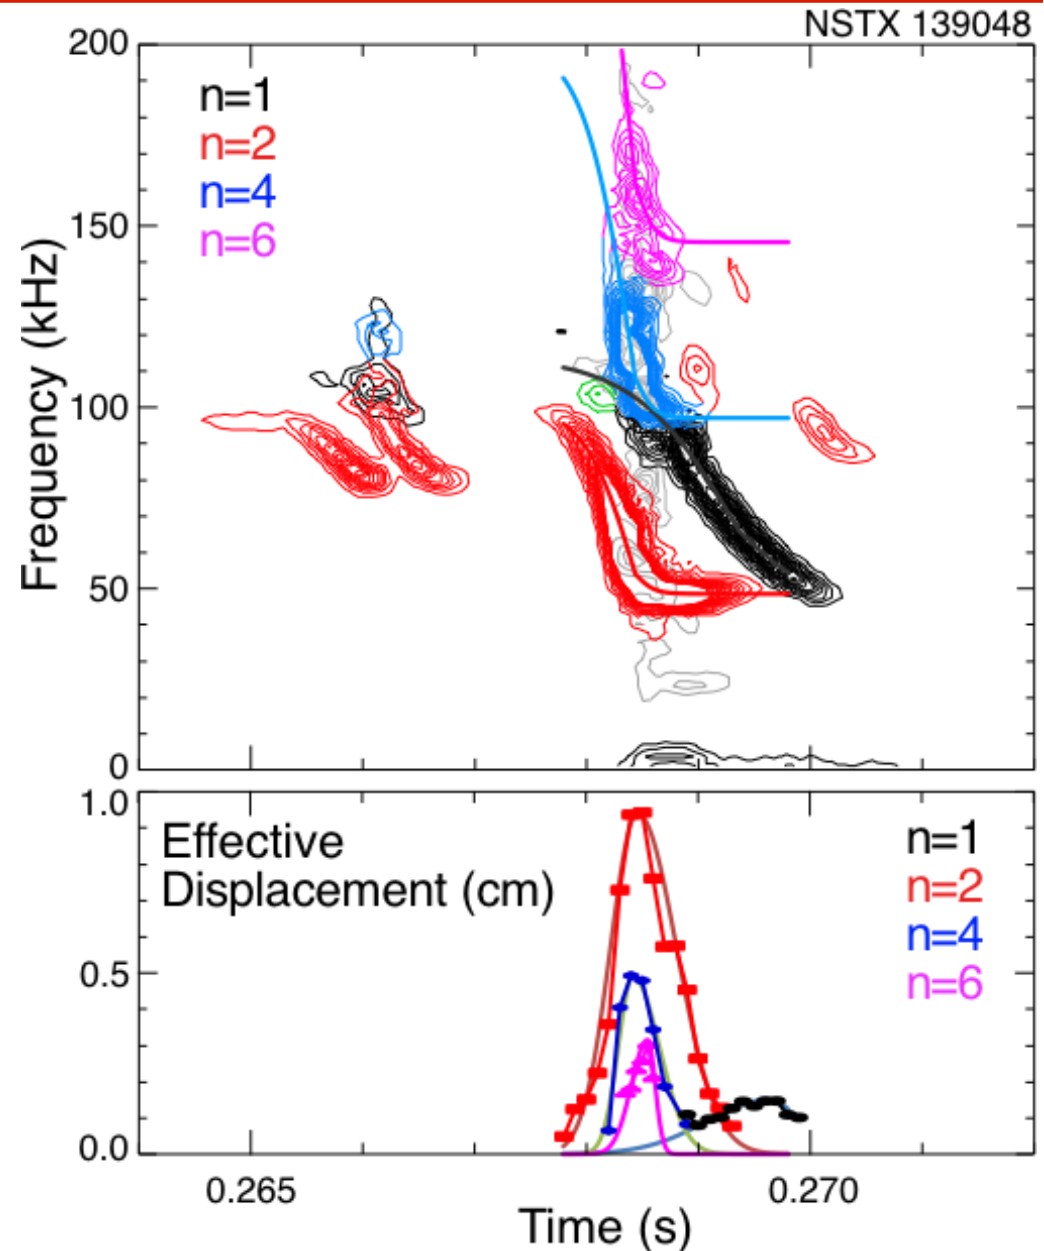 NSTX 139048
200
n=1
n=2
n=4
n=6
150
100
50
0
Frequency (kHz)
1.0
Effective
Displacement (cm)
n=1
n=2
n=4
n=6
0.5
0.0
0.265
0.270
Time (s)